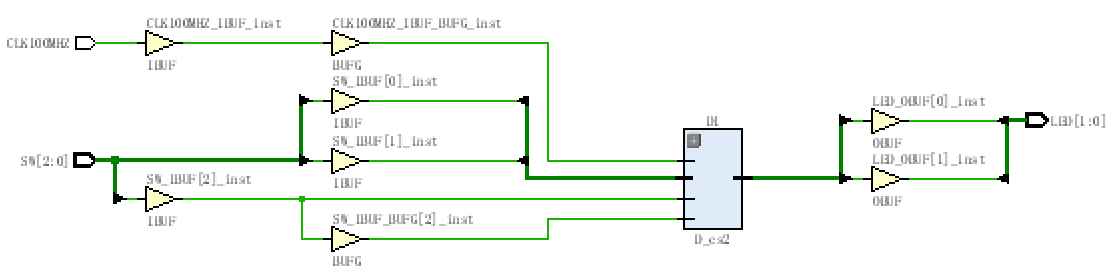 CLK100MHZ_IBUF_inst
CLK100MHZ_IBUF_BUFG_inst
CLK100MHZ
IBUF
BUFG
SW_IBUF[0]_inst
LED_OBUF[0]_inst
IBUF
D1
LED[1:0]
SW_IBUF[1]_inst
OBUF
SW[2:0]
LED_OBUF[1]_inst
SW_IBUF[2]_inst
IBUF
OBUF
IBUF
SW_IBUF_BUFG[2]_inst
D_cs2
BUFG